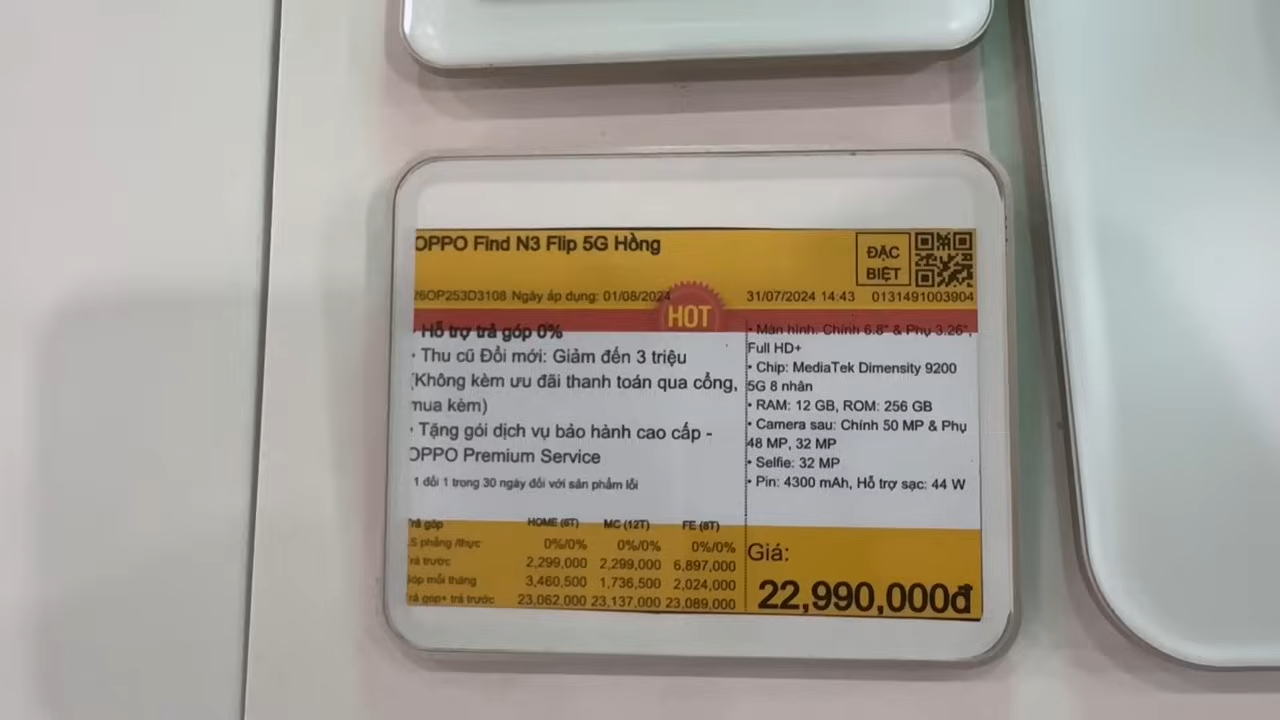 OPPO Find N3 Flip 5G Hồng
ĐẶC
BIỆT
26OP253D3108 Ngày áp dụng: 01/08/2024
31/07/2024 14:43 0131491003904
HOT
• Hỗ trợ trả góp 0%
• Thu cũ Đổi mới: Giảm đến 3 triệu
(Không kèm ưu đãi thanh toán qua cổng,
mua kèm)
• Tặng gói dịch vụ bảo hành cao cấp -
OPPO Premium Service
1 đổi 1 trong 30 ngày đối với sản phẩm lỗi
• Màn hình: Chính 6.8" & Phụ 3.26",
Full HD+
• Chip: MediaTek Dimensity 9200
5G 8 nhân
• RAM: 12 GB, ROM: 256 GB
• Camera sau: Chính 50 MP & Phụ
48 MP, 32 MP
• Selfie: 32 MP
• Pin: 4300 mAh, Hỗ trợ sạc: 44 W
Trả góp HOME (6T) MC (12T) FE (8T)
LS phẳng /thực 0%/0% 0%/0% 0%/0%
Trả trước 2,299,000 2,299,000 6,897,000
Góp mỗi tháng 3,460,500 1,736,500 2,024,000
Trả góp+ trả trước 23,062,000 23,137,000 23,089,000
Giá:
22,990,000đ